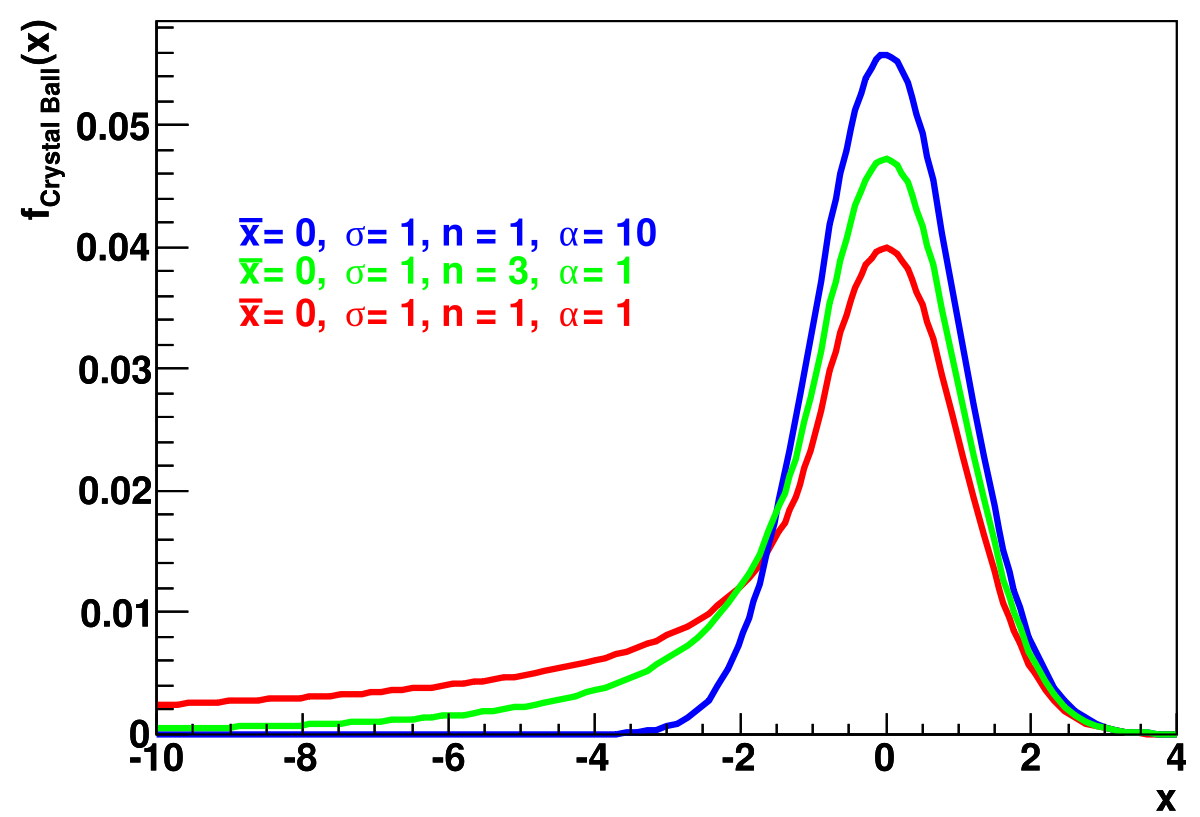 f Crystal Ball (x)
0.05
0.04
0.03
0.02
0.01
0
x̅= 0, σ= 1, n = 1, α= 10
x̅= 0, σ= 1, n = 3, α= 1
x̅= 0, σ= 1, n = 1, α= 1
-10 -8 -6 -4 -2 0 2 4
x